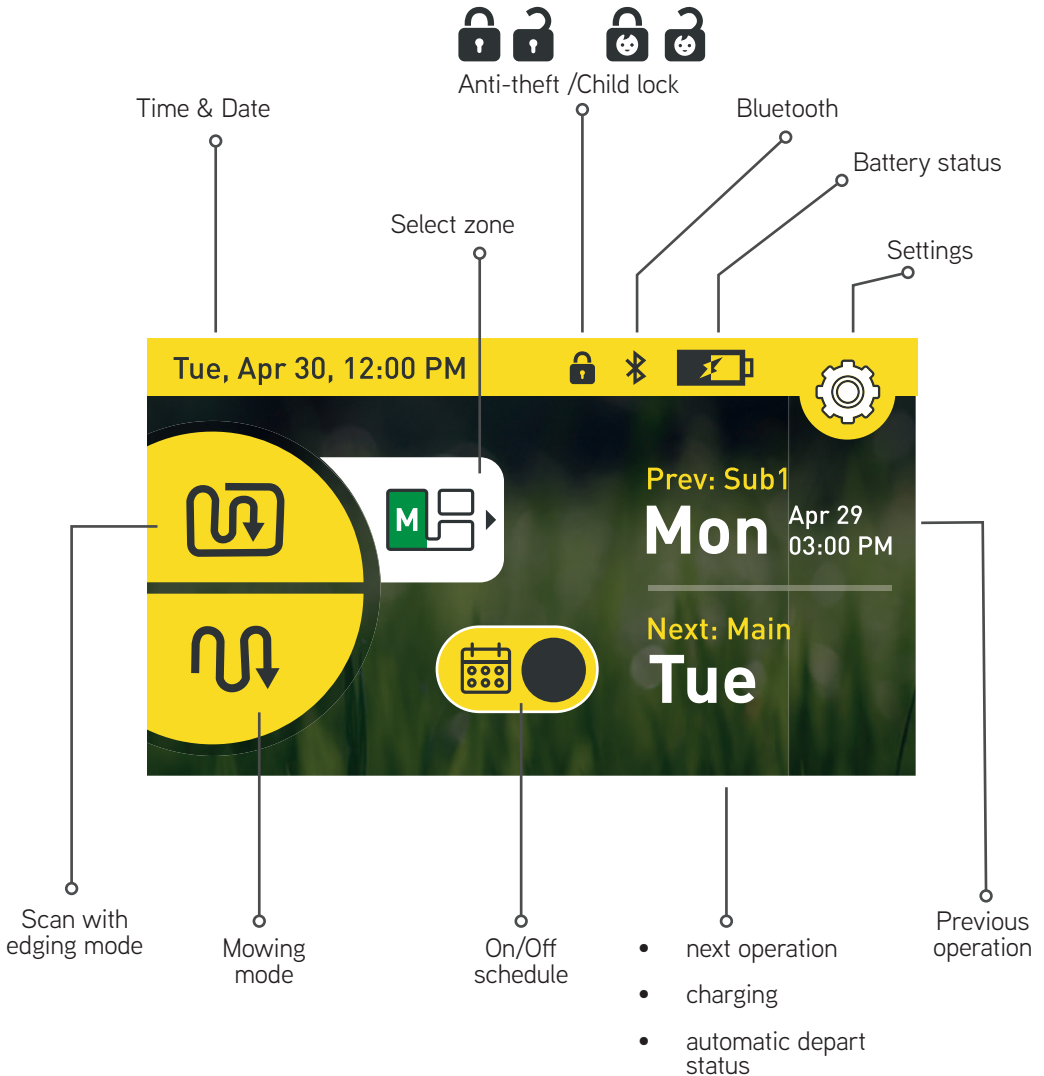 Anti-theft /Child lock
Time & Date
Bluetooth
Battery status
Select zone
Settings
Tue, Apr 30, 12:00 PM
M
Prev: Sub1
Mon
Apr 29
03:00 PM
Next: Main
Tue
Scan with
edging mode
Mowing
mode
On/Off
schedule
• next operation
• charging
• automatic depart
status
Previous
operation